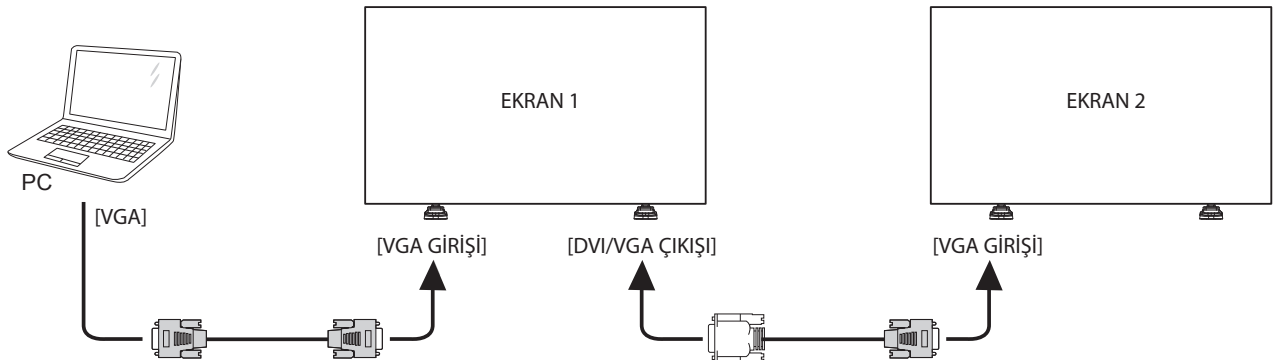 EKRAN 1
EKRAN 2
PC
[VGA]
[VGA GİRİŞİ]
[DVI/VGA ÇIKIŞI]
[VGA GİRİŞİ]